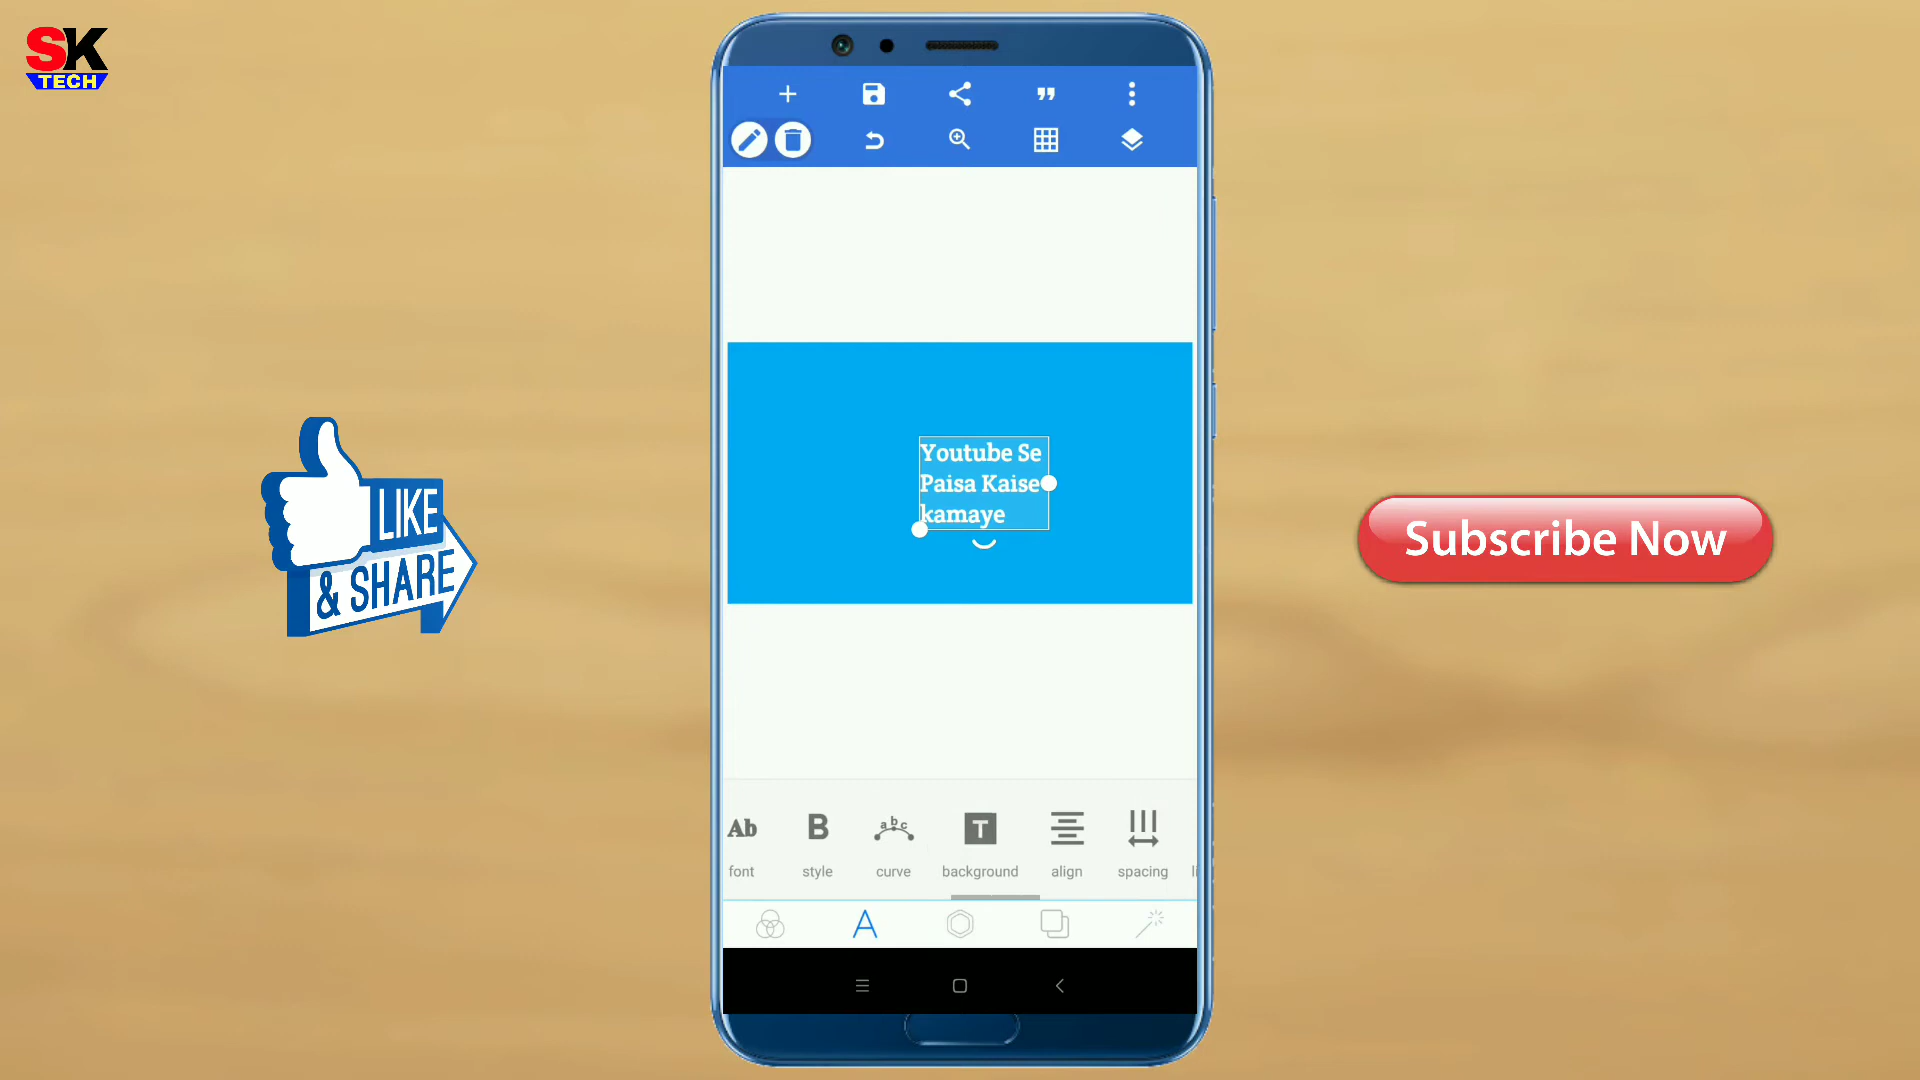 SK
TECH
Youtube Se
Paisa Kaise
kamaye
LIKE
& SHARE
Subscribe Now
Ab
B
abc
T
font
style
curve
background
align
spacing
li
A